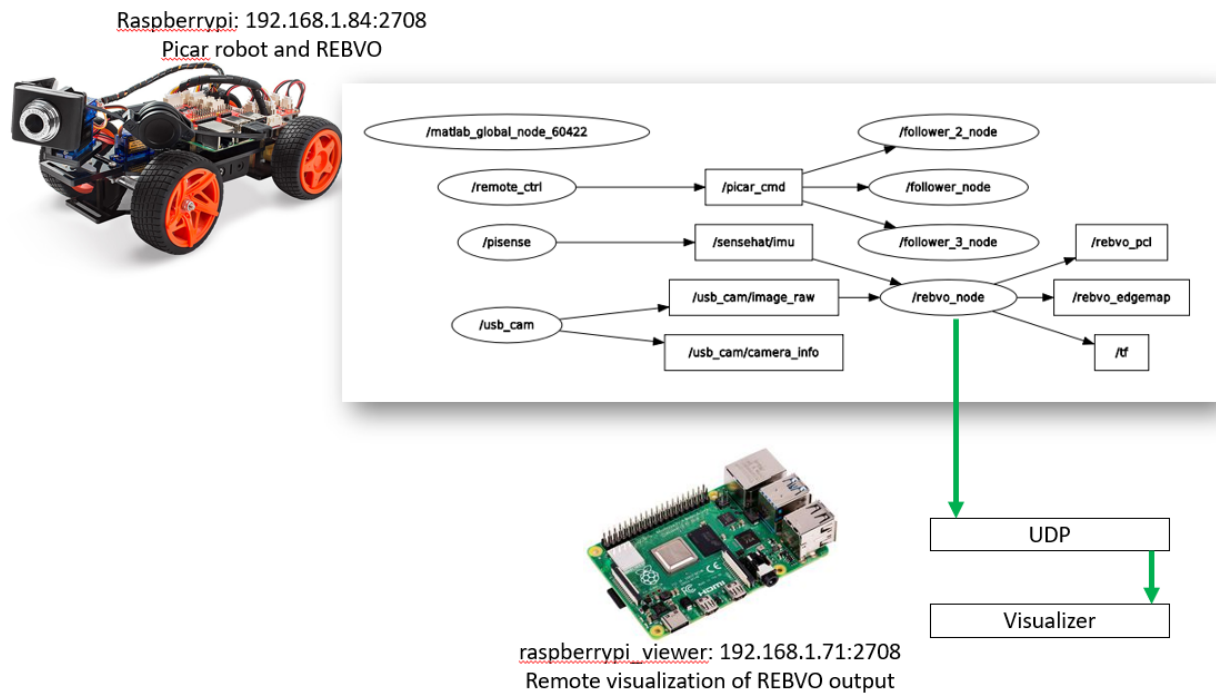 Raspberrypi: 192.168.1.84:2708
Picar robot and REBVO
/matlab_global_node_60422
/follower_2_node
/remote_ctrl
/picar_cmd
/follower_node
/pisense
/sensehat/imu
/follower_3_node
/rebvo_pcl
/usb_cam/image_raw
/rebvo_node
/rebvo_edgemap
/usb_cam
/usb_cam/camera_info
/tf
UDP
Visualizer
HDMI
raspberrypi_viewer: 192.168.1.71:2708
Remote visualization of REBVO output